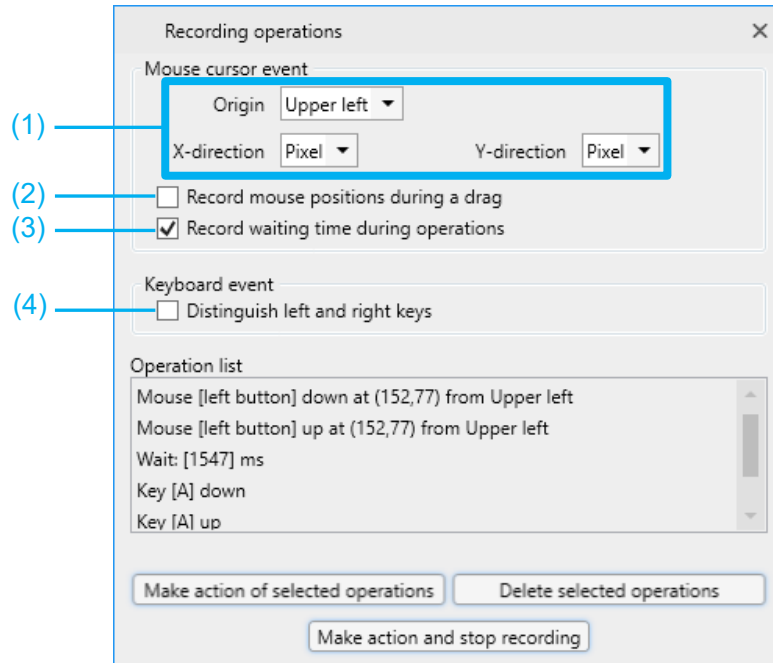 Recording operations
Mouse cursor event
(1)
Origin Upper left
X-direction Pixel Y-direction Pixel
(2) Record mouse positions during a drag
(3) Record waiting time during operations
Keyboard event
(4) Distinguish left and right keys
Operation list
Mouse [left button] down at (152,77) from Upper left
Mouse [left button] up at (152,77) from Upper left
Wait: [1547] ms
Key [A] down
Key [A] up
Make action of selected operations Delete selected operations
Make action and stop recording